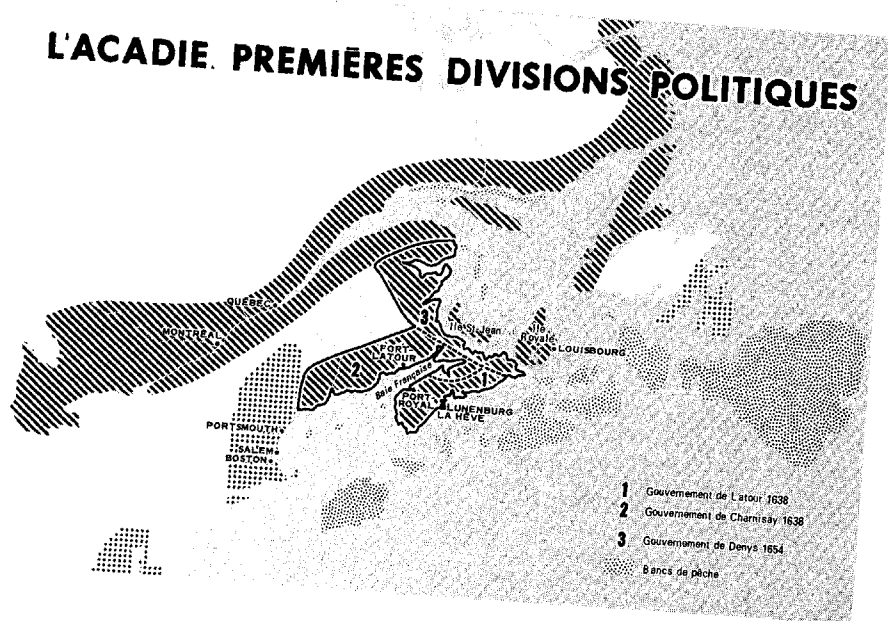 L'ACADIE. PREMIÈRES DIVISIONS POLITIQUES
QUÉBEC
MONTRÉAL
3
Ile St-Jean
Ile
Royale
LOUISBOURG
FORT-
LATOUR
2
Baie Française
1
PORT-
ROYAL
LUNENBURG
LA HÈVE
PORTSMOUTH
SALEM
BOSTON
1 Gouvernement de Latour 1638
2 Gouvernement de Charnisay 1638
3 Gouvernement de Denys 1654
Bancs de pêche